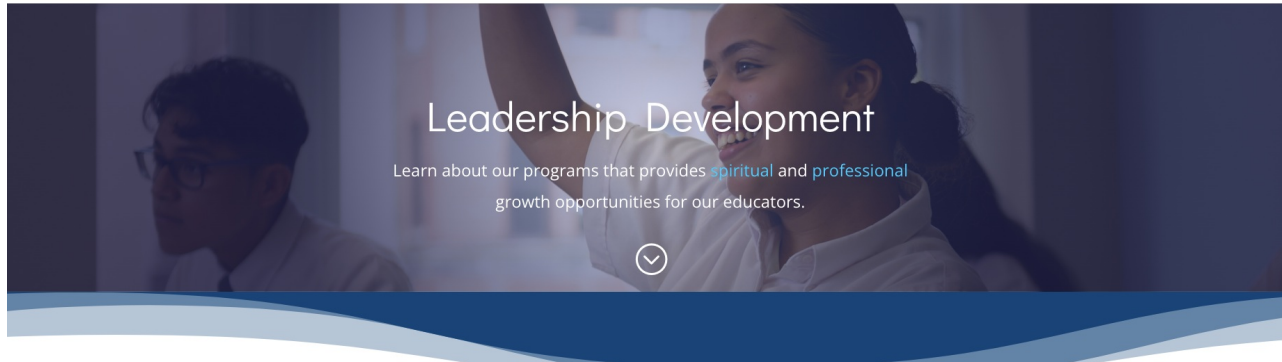 Leadership Development
Learn about our programs that provides spiritual and professional
growth opportunities for our educators.